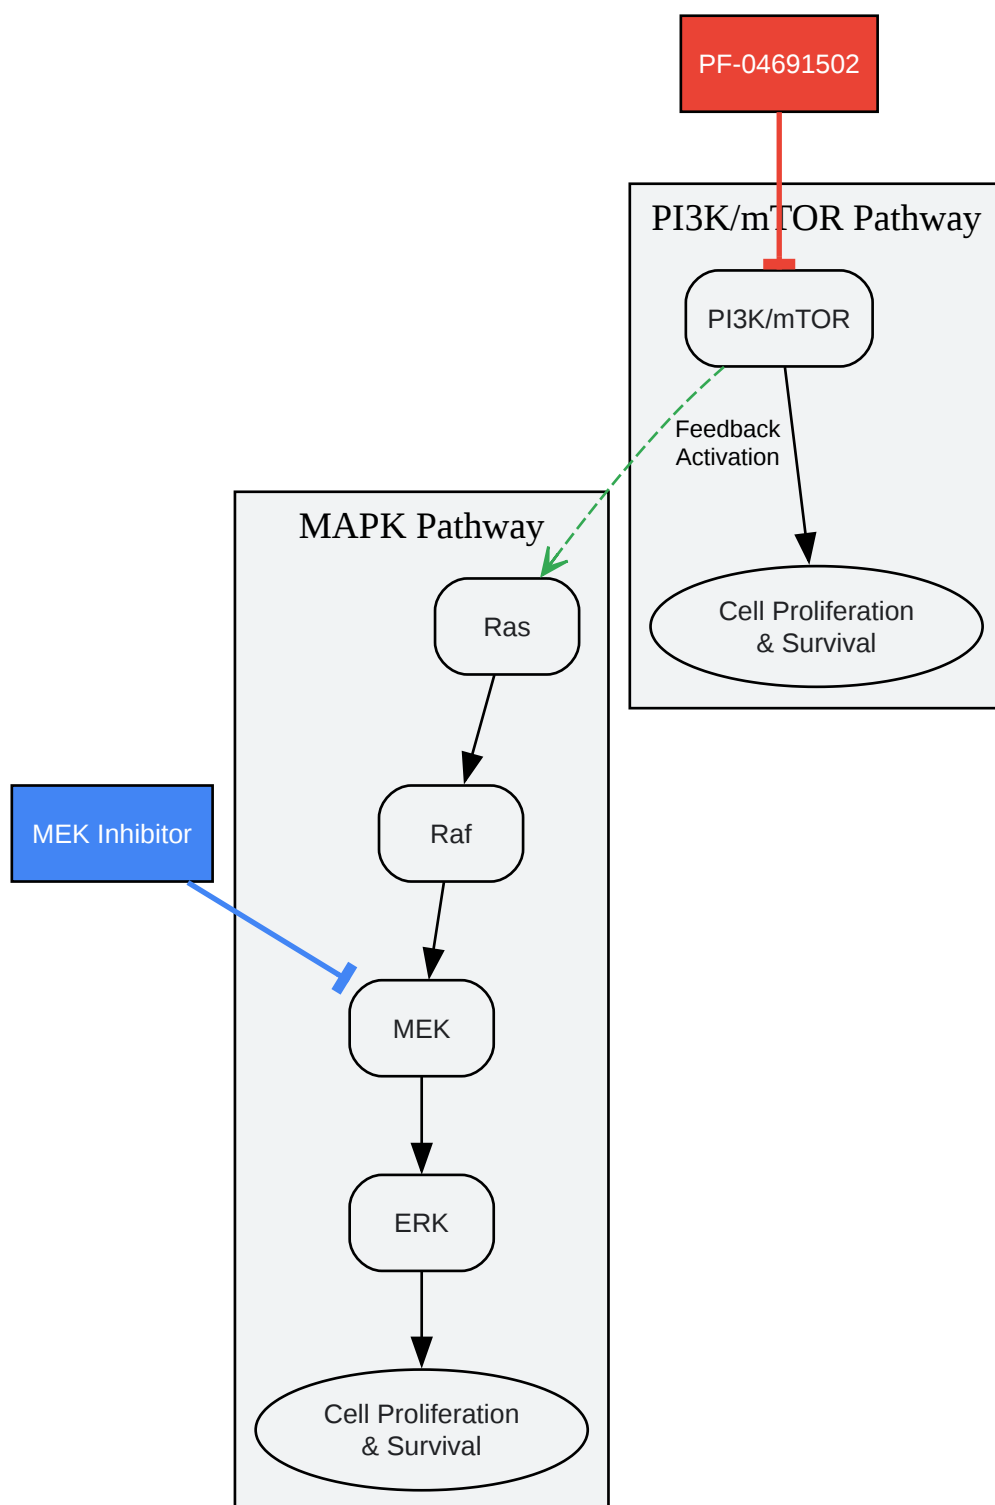 PF-04691502
PI3K/mTOR Pathway
PI3K/mTOR
Feedback
Activation
MAPK Pathway
Cell Proliferation
& Survival
Ras
MEK Inhibitor
Raf
MEK
ERK
Cell Proliferation
& Survival